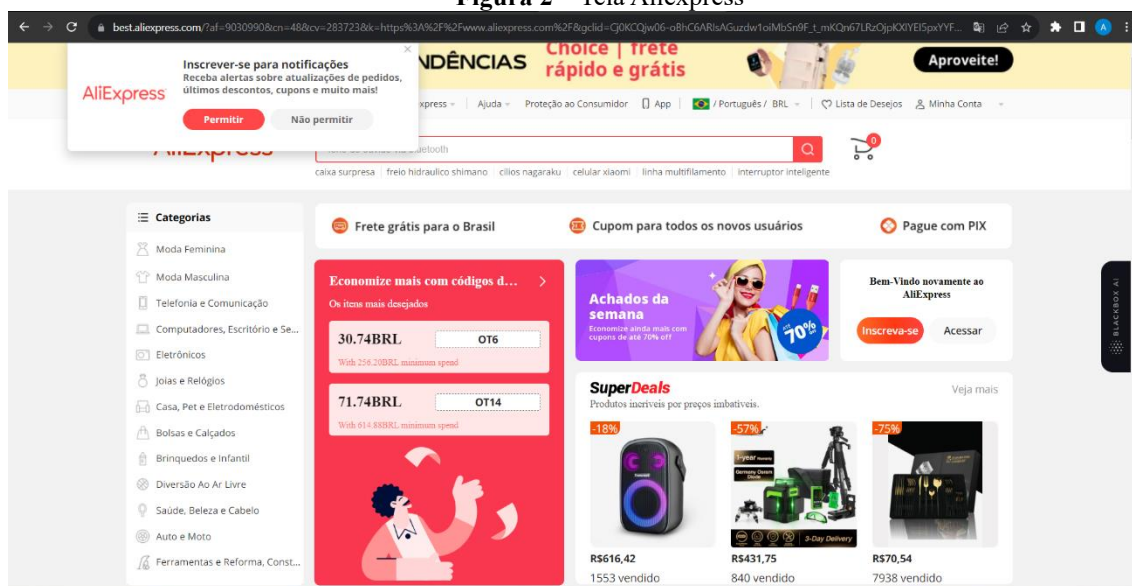 Figura 2 – Tela Aliexpress
best.aliexpress.com/?af=9030990&cn=48&cv=283723&k=https%3A%2F%2Fwww.aliexpress.com%2F&gclid=Cj0KCQjw06-oBhC6ARIsAGuzdw1oiMbSn9F_t_mKQn67LRzOjpKXIYEI5pxYYF...
Inscrever-se para notificações
Receba alertas sobre atualizações de pedidos,
últimos descontos, cupons e muito mais!
AliExpress
Permitir Não permitir
NDÊNCIAS
Choice | frete
rápido e grátis
Aproveite!
xpress Ajuda Proteção ao Consumidor App / Português / BRL Lista de Desejos Minha Conta
AliExpress
0
caixa surpresa freio hidraulico shimano cilios nagaraku celular xiaomi linha multifilamento interruptor inteligente
Categorias
Moda Feminina
Moda Masculina
Telefonia e Comunicação
Computadores, Escritório e Se...
Eletrônicos
Joias e Relógios
Casa, Pet e Eletrodomésticos
Bolsas e Calçados
Brinquedos e Infantil
Diversão Ao Ar Livre
Saúde, Beleza e Cabelo
Auto e Moto
Ferramentas e Reforma, Const...
Frete grátis para o Brasil Cupom para todos os novos usuários Pague com PIX
Economize mais com códigos d...
Os itens mais desejados
30.74BRL OT6
With 256.20BRL minimum spend
71.74BRL OT14
With 614.88BRL minimum spend
Achados da
semana
Economize ainda mais com
cupons de até 70% off
ATÉ
70%
Bem-Vindo novamente ao
AliExpress
Inscreva-se Acessar
SuperDeals Veja mais
Produtos incríveis por preços imbatíveis.
-18% -57% -75%
1-year
Germany Osram
Diode
3-Day Delivery
R$616,42 R$431,75 R$70,54
1553 vendido 840 vendido 7938 vendido
BLACKBOX AI